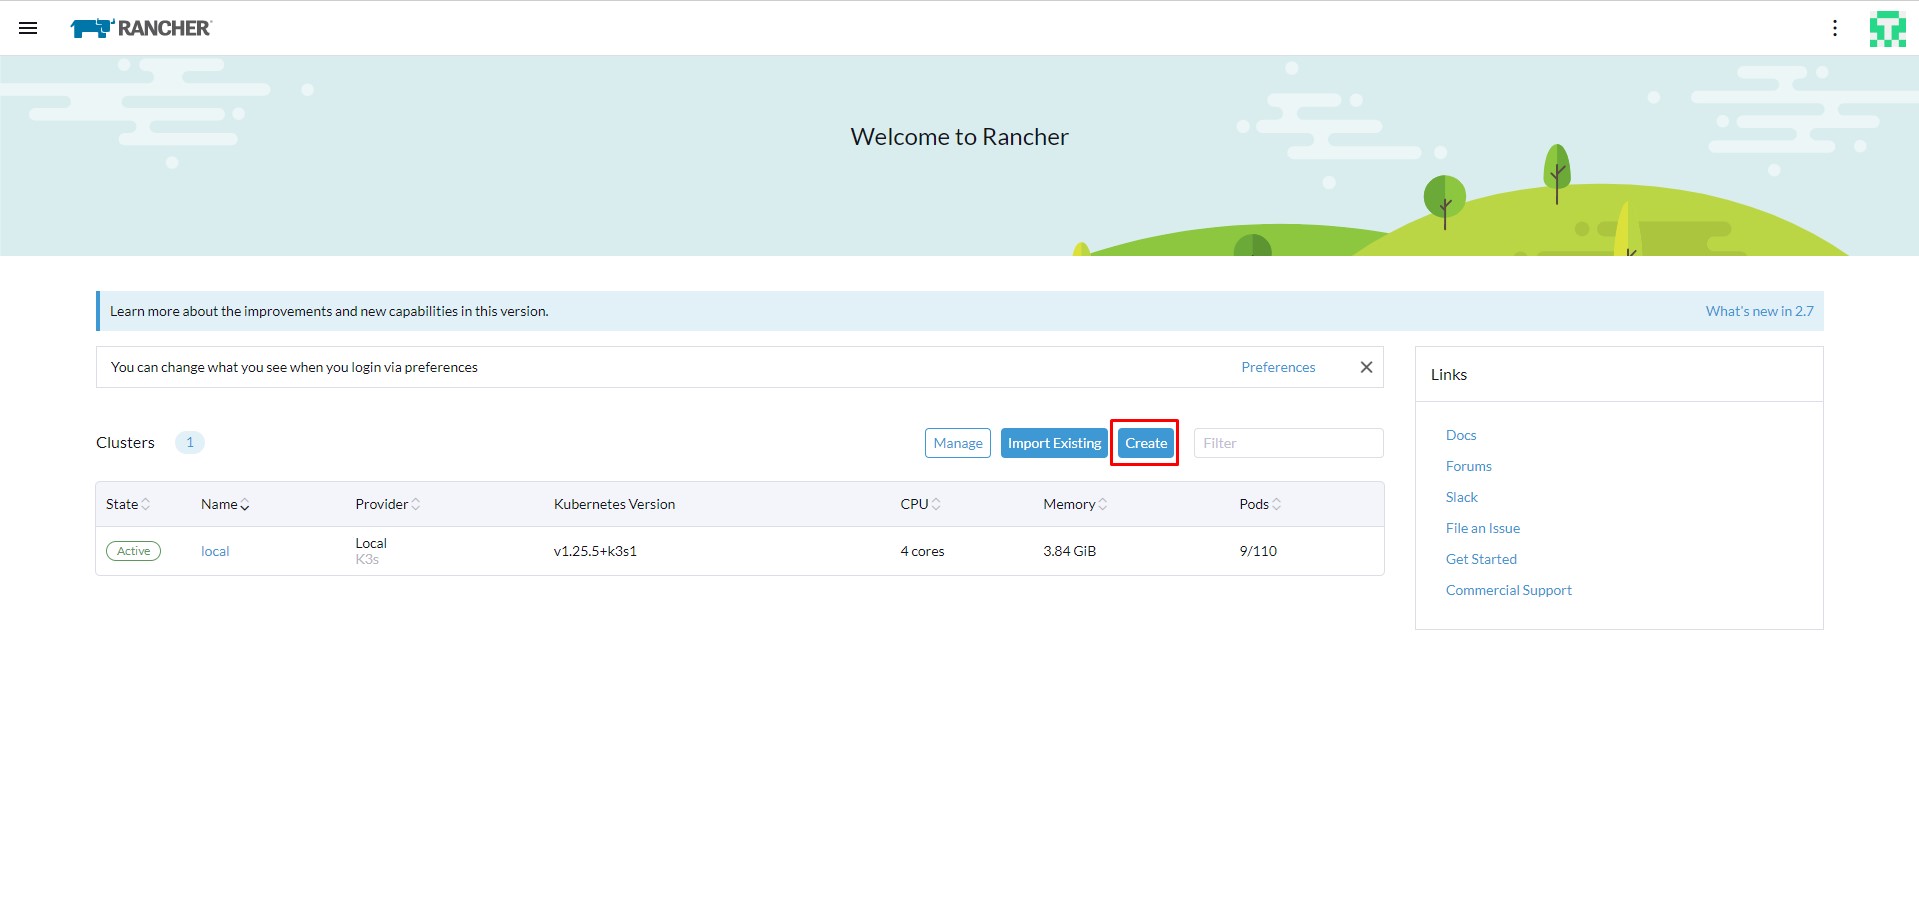 RANCHER
Welcome to Rancher
Learn more about the improvements and new capabilities in this version.
What's new in 2.7
You can change what you see when you login via preferences
Preferences
Links
Clusters 1
Manage Import Existing Create Filter
Docs
Forums
Slack
File an Issue
Get Started
Commercial Support
State Name Provider Kubernetes Version CPU Memory Pods
Active local Local v1.25.5+k3s1 4 cores 3.84 GiB 9/110
K3s